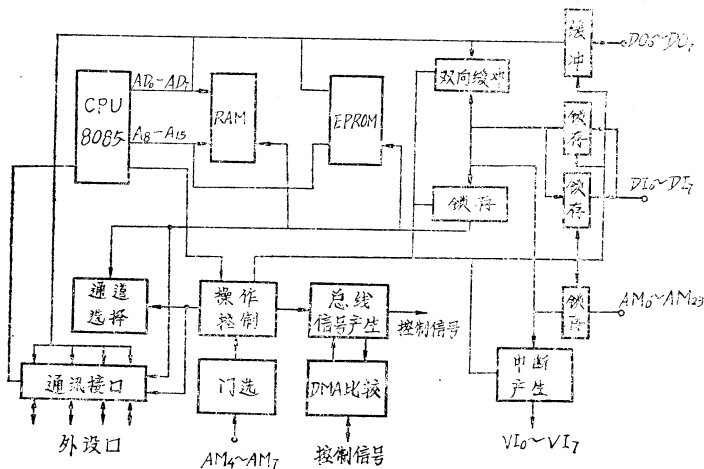 缓
冲
DO5-DO7
双向缓冲
CPU
8085
AD0-AD7
A8-A15
RAM
EPROM
锁
存
锁
存
DI0~DI7
锁存
通道
选择
操作
控制
总线
信号产生
控制信号
锁
存
AM0~AM23
通讯接口
门选
DMA比较
中断
产生
外设口
AM4~AM7
控制信号
VI0~VI7